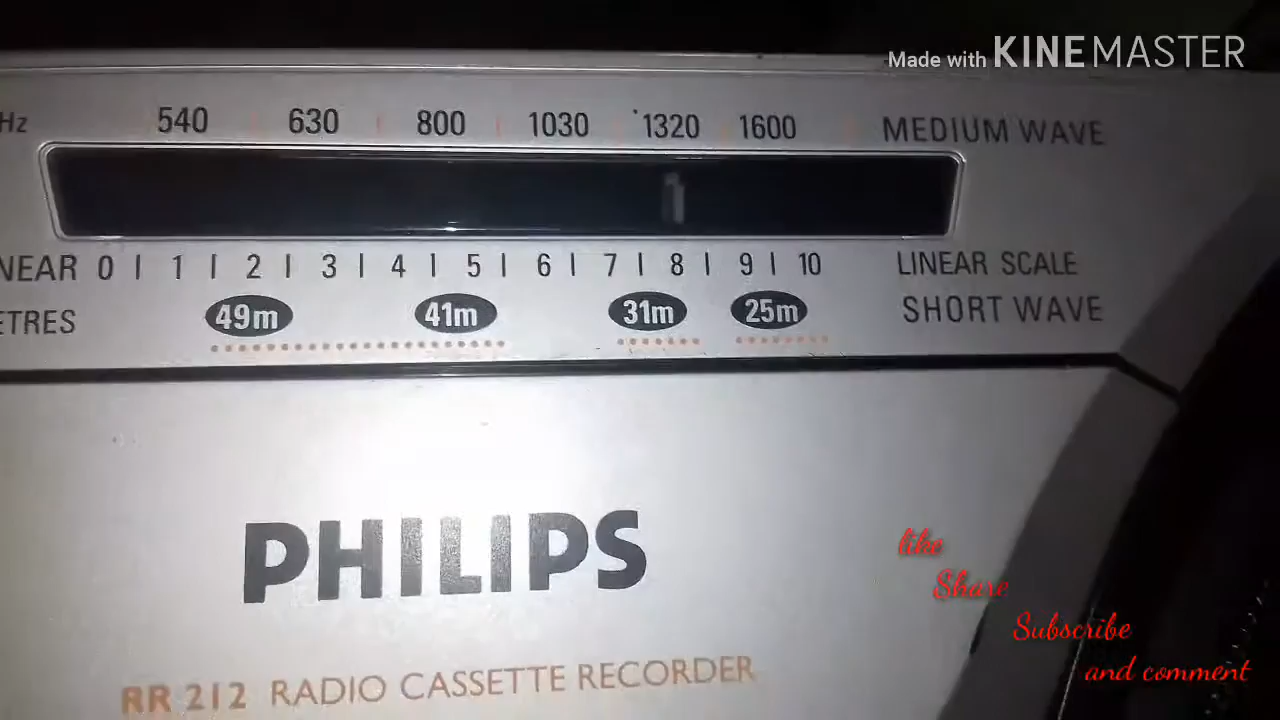 Made with KINEMASTER
Hz 540 630 800 1030 1320 1600 MEDIUM WAVE
NEAR 0 | 1 | 2 | 3 | 4 | 5 | 6 | 7 | 8 | 9 | 10 LINEAR SCALE
ETRES 49m 41m 31m 25m SHORT WAVE
PHILIPS
RR 212 RADIO CASSETTE RECORDER
like
Share
Subscribe
and comment